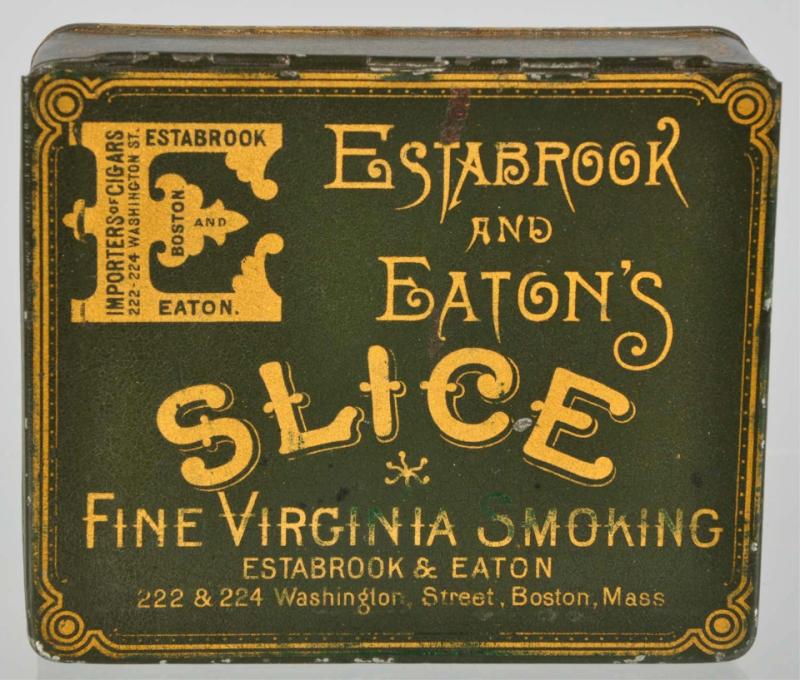 ESTABROOK
AND
EATON.
BOSTON
IMPORTERS OF CIGARS
222-224 WASHINGTON ST.
ESTABROOK
AND
EATON'S
SLICE
FINE VIRGINIA SMOKING
ESTABROOK & EATON
222 & 224 Washington, Street, Boston, Mass